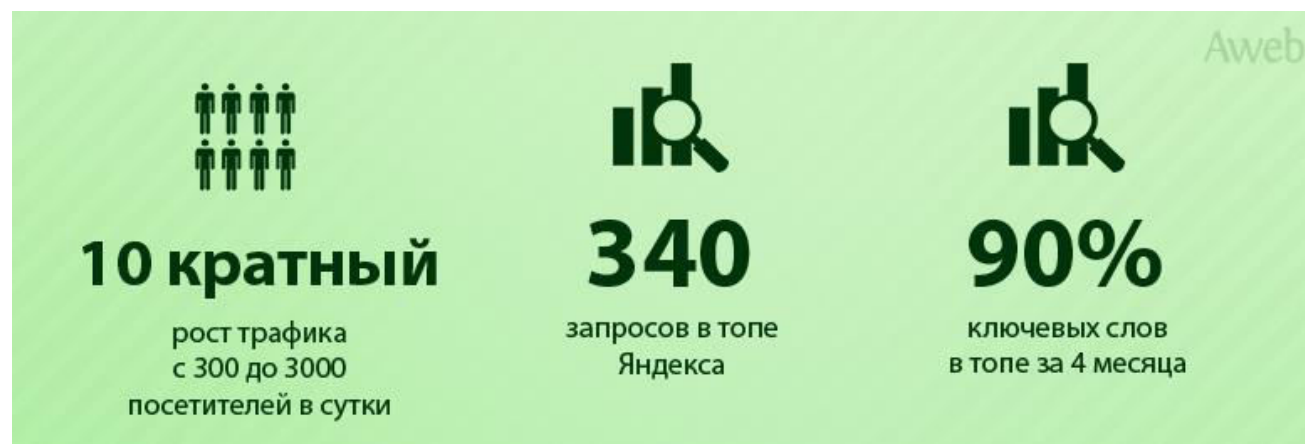 Aweb
10 кратный
рост трафика
с 300 до 3000
посетителей в сутки
340
запросов в топе
Яндекса
90%
ключевых слов
в топе за 4 месяца